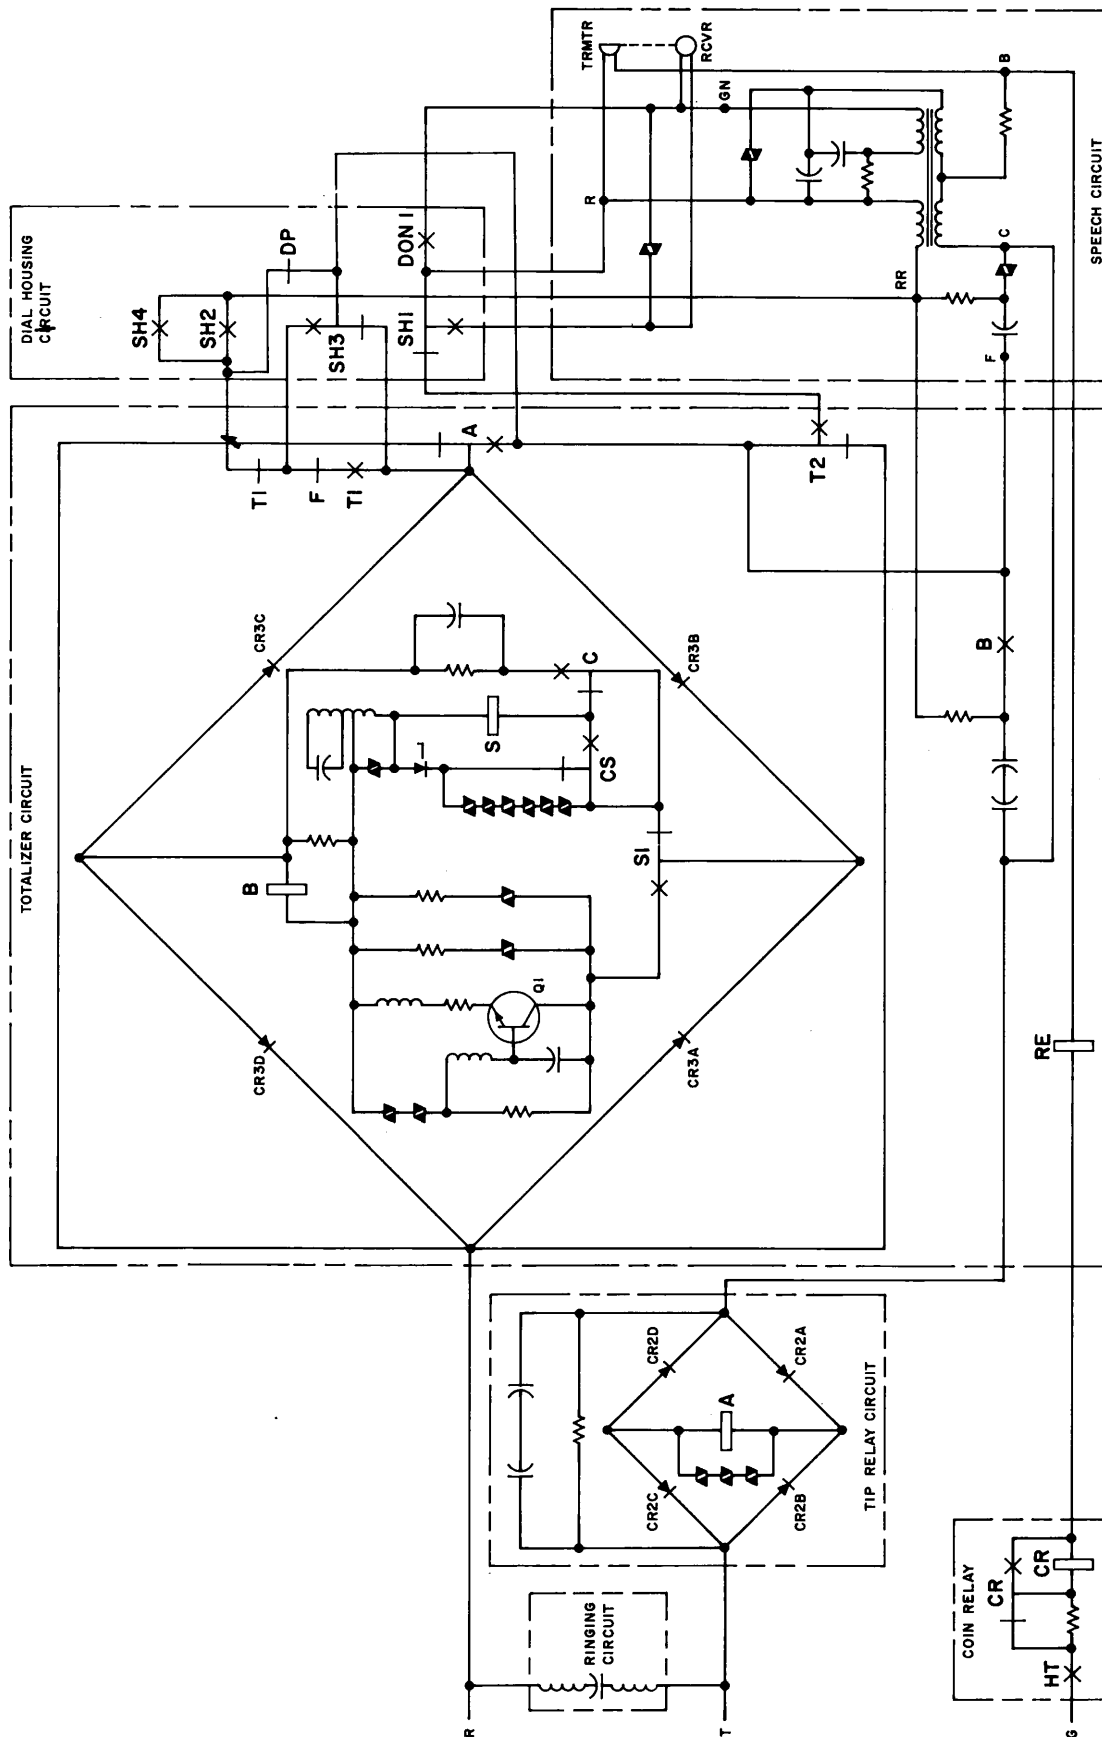 TRMTR
RCVR
B
GN
R
DIAL HOUSING
CIRCUIT
DP
DON 1
SH4
SH2
SH3
SH1
C
RR
F
SPEECH CIRCUIT
A
T1
F
T1
T2
TOTALIZER CIRCUIT
CR3C
CR3B
C
S
CS
B
S1
B
Q1
CR3D
CR3A
RE
CR2D
CR2A
A
CR2C
CR2B
TIP RELAY CIRCUIT
RINGING
CIRCUIT
COIN RELAY
CR
CR
HT
R
T
G